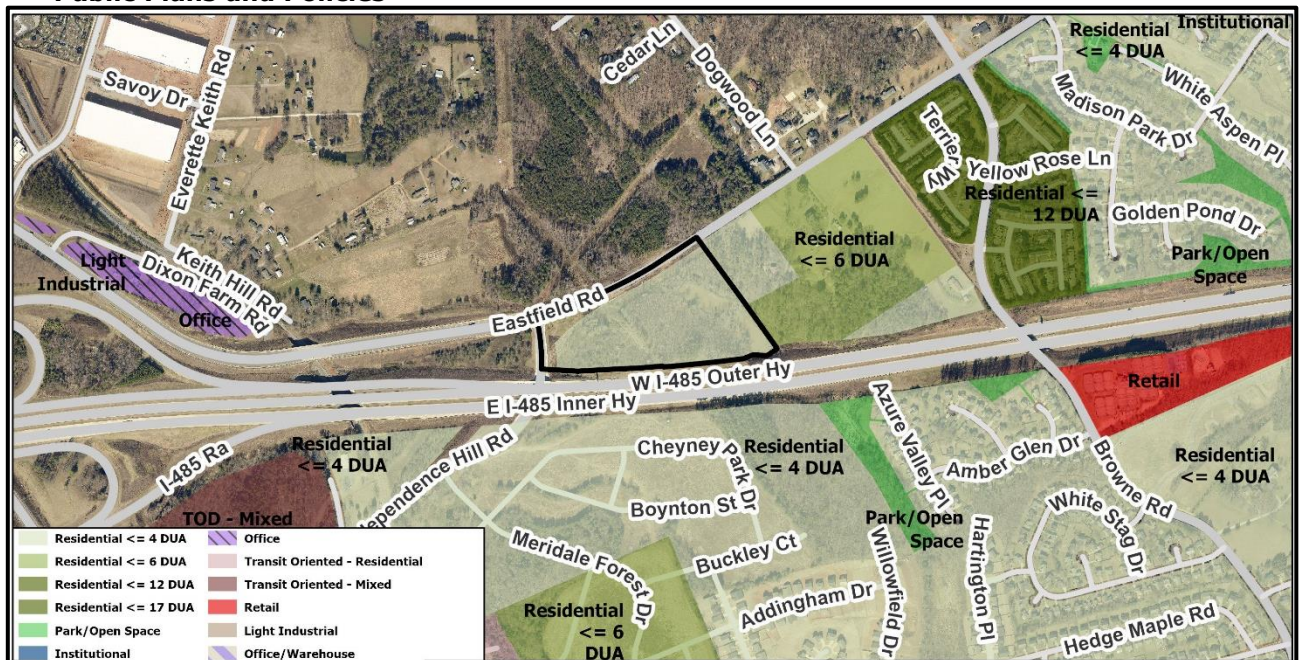 Public Plans and Policies
Institutional
Residential
<= 4 DUA
Cedar Ln
Dogwood Ln
Savoy Dr
Everette Keith Rd
Madison Park Dr
White Aspen Pl
Terrier Wy
Yellow Rose Ln
Residential <=
12 DUA
Golden Pond Dr
Park/Open
Space
Residential
<= 6 DUA
Light
Industrial
Keith Hill Rd
Dixon Farm Rd
Office
Eastfield Rd
W I-485 Outer Hy
E I-485 Inner Hy
Retail
I-485 Ra
Residential
<= 4 DUA
Independence Hill Rd
Cheyney Park Dr
Residential
<= 4 DUA
Azure Valley Pl
Amber Glen Dr
Browne Rd
Residential
<= 4 DUA
TOD - Mixed
Boynton St
Park/Open
Space
White Stag Dr
Meridale Forest Dr
Buckley Ct
Willowfield Dr
Hartington Pl
Addingham Dr
Residential
<= 6
DUA
Hedge Maple Rd
Residential <= 4 DUA
Office
Residential <= 6 DUA
Transit Oriented - Residential
Residential <= 12 DUA
Transit Oriented - Mixed
Residential <= 17 DUA
Retail
Park/Open Space
Light Industrial
Institutional
Office/Warehouse